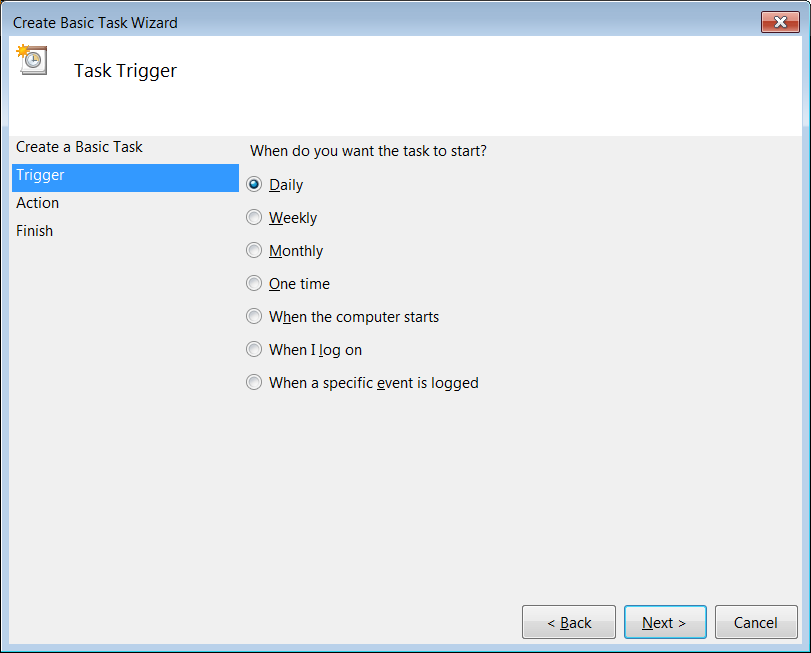 Create Basic Task Wizard
Task Trigger
Create a Basic Task
Trigger
Action
Finish
When do you want the task to start?
Daily
Weekly
Monthly
One time
When the computer starts
When I log on
When a specific event is logged
< Back
Next >
Cancel